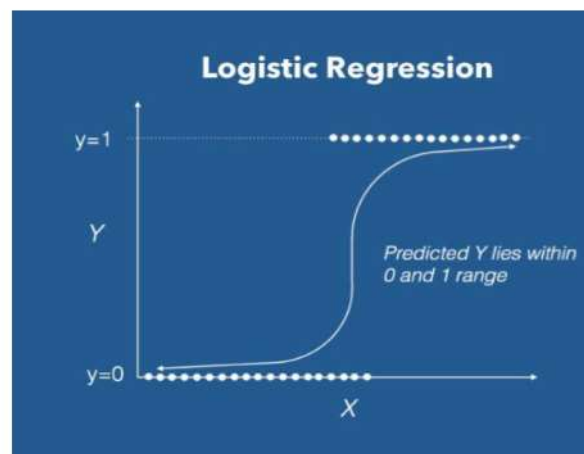 Logistic Regression
y=1
Y
Predicted Y lies within
0 and 1 range
y=0
X